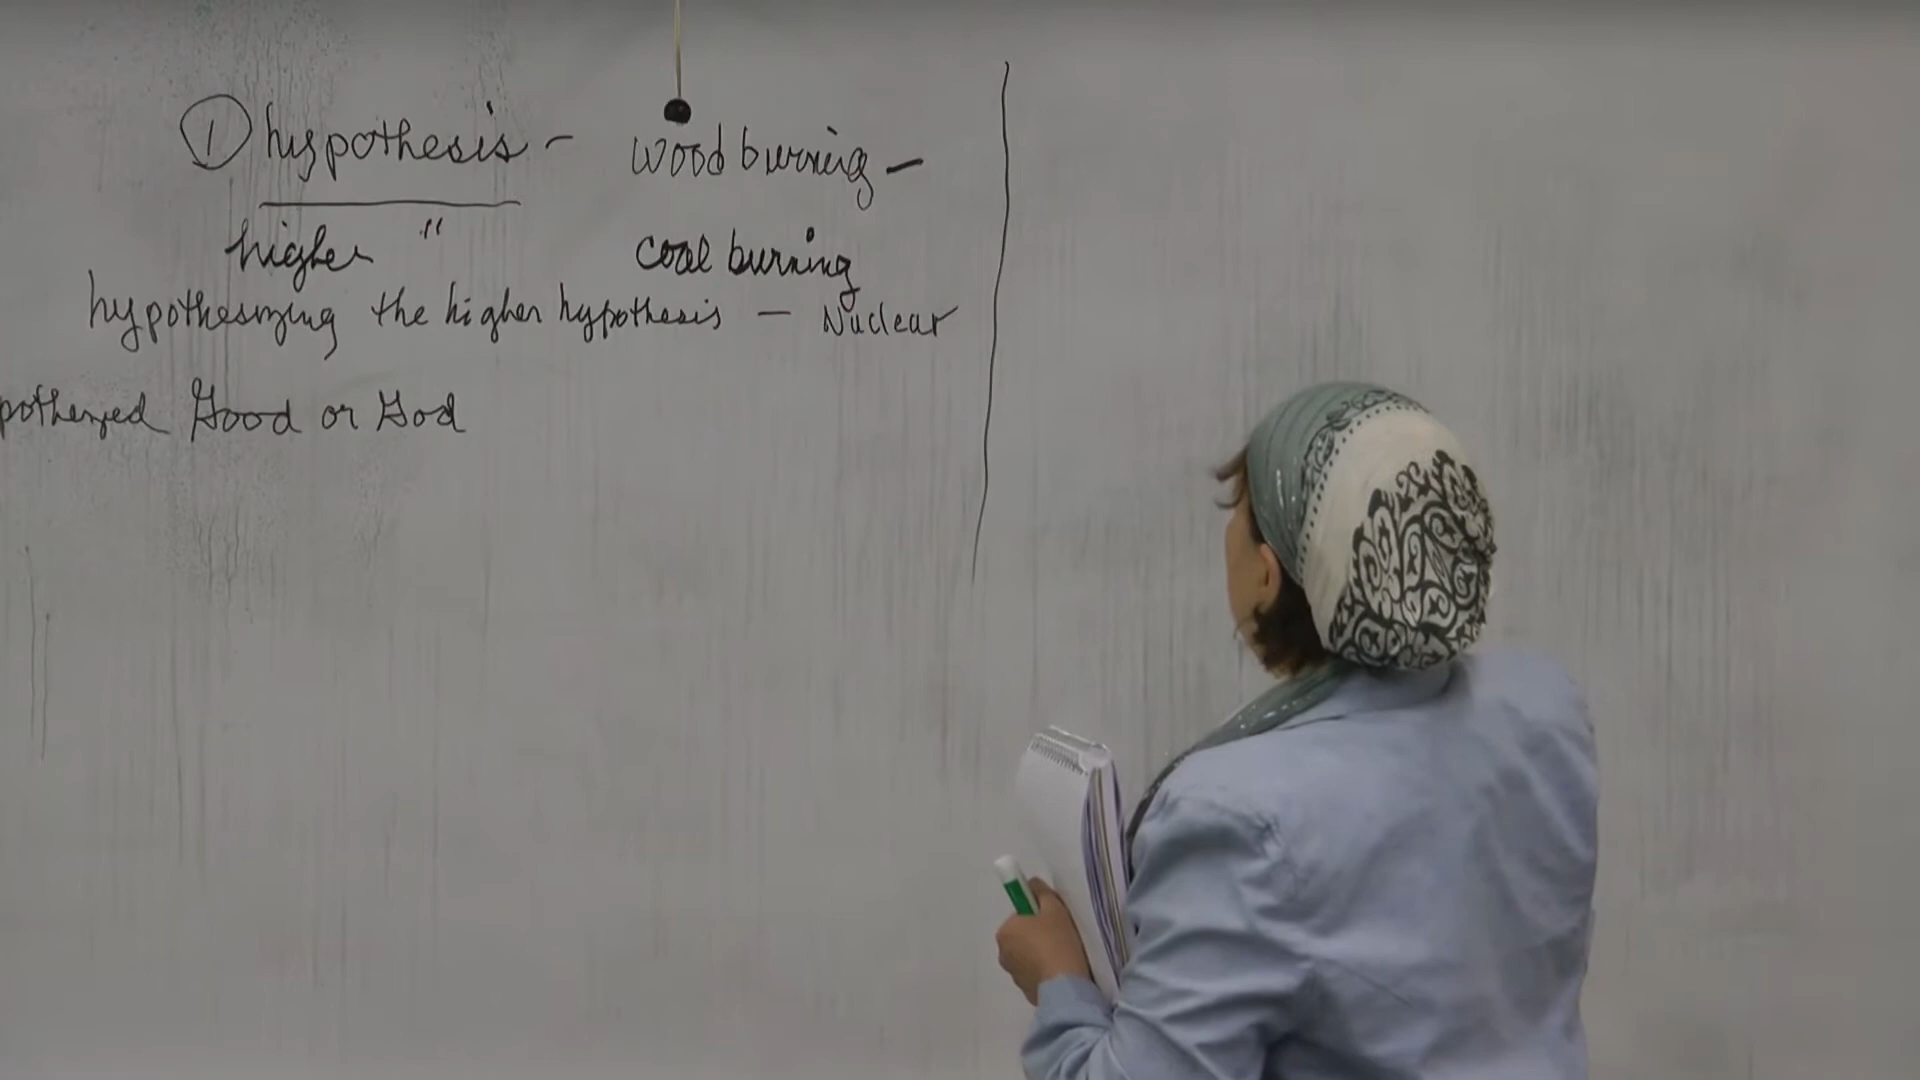 ① hypothesis – wood burning –
higher " coal burning
hypothesizing the higher hypothesis – Nuclear
pothesized Good or God